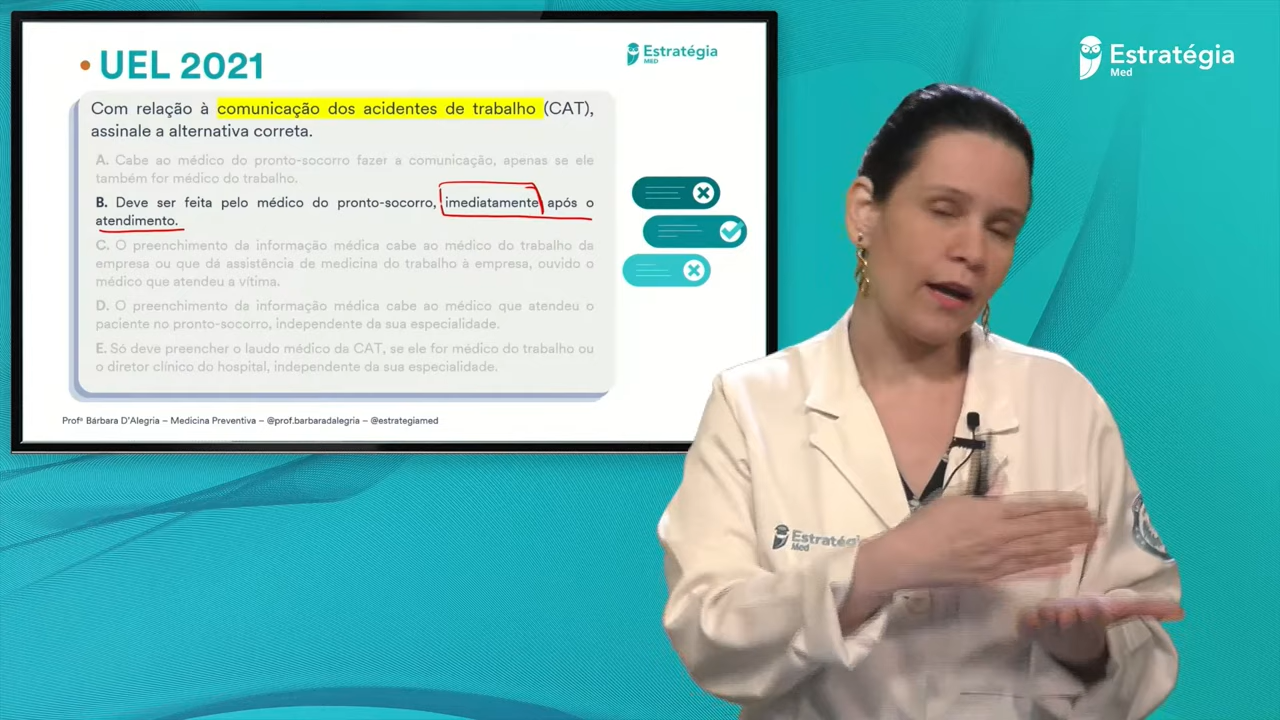 • UEL 2021
Estratégia
MED
Estratégia
Med
Com relação à comunicação dos acidentes de trabalho (CAT),
assinale a alternativa correta.
A. Cabe ao médico do pronto-socorro fazer a comunicação, apenas se ele
também for médico do trabalho.
B. Deve ser feita pelo médico do pronto-socorro, imediatamente após o
atendimento.
C. O preenchimento da informação médica cabe ao médico do trabalho da
empresa ou que dá assistência de medicina do trabalho à empresa, ouvido o
médico que atendeu a vítima.
D. O preenchimento da informação médica cabe ao médico que atendeu o
paciente no pronto-socorro, independente da sua especialidade.
E. Só deve preencher o laudo médico da CAT, se ele for médico do trabalho ou
o diretor clínico do hospital, independente da sua especialidade.
Profª Bárbara D'Alegria – Medicina Preventiva – @prof.barbaradalegria – @estrategiamed
Estratégia
Med